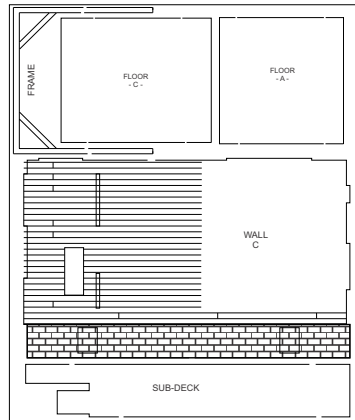 FRAME
FLOOR
- C -
FLOOR
- A -
WALL
C
SUB-DECK